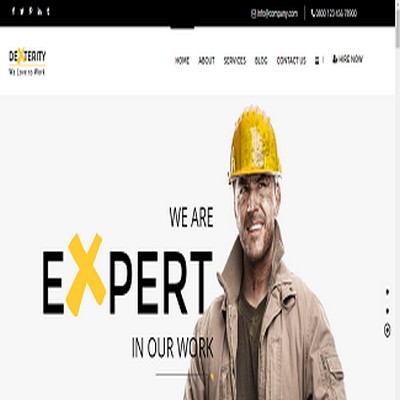 info@company.com
0800 123 456 78900
DEXTERITY
We Love to Work
HOME ABOUT SERVICES BLOG CONTACT US HIRE NOW
WE ARE
EXPERT
IN OUR WORK